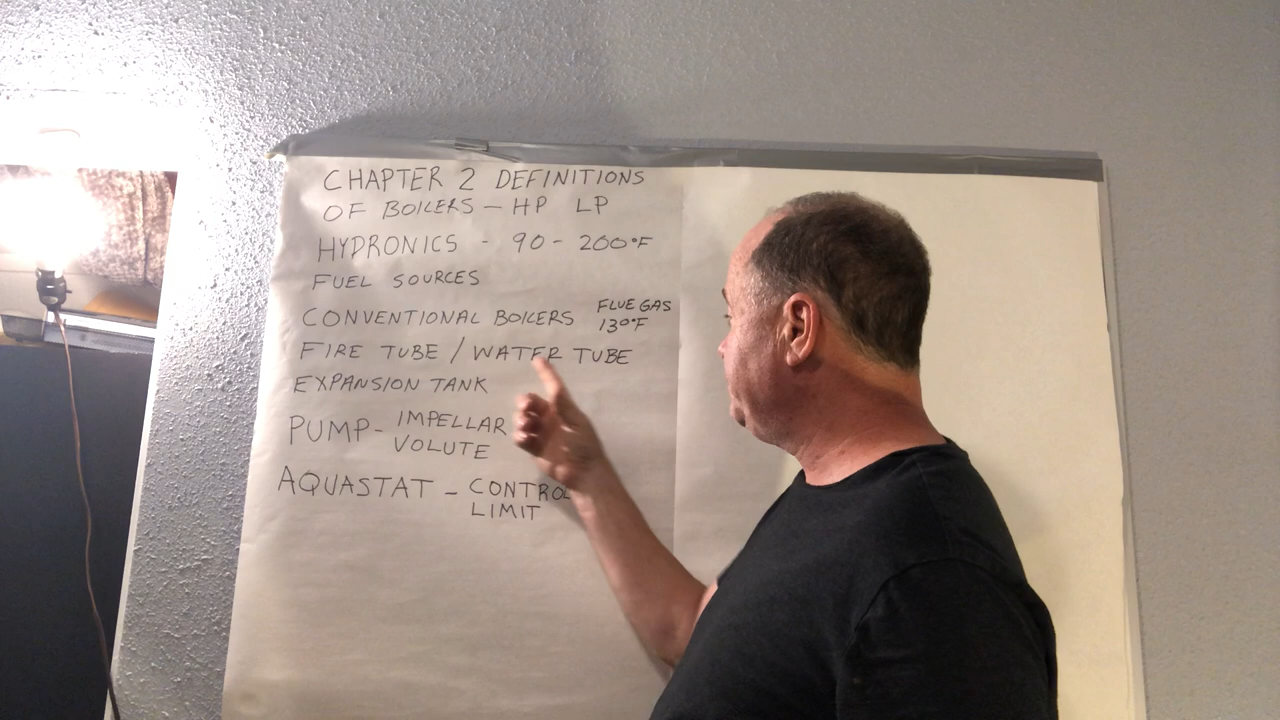 CHAPTER 2 DEFINITIONS
OF BOILERS - HP LP
HYDRONICS - 90 - 200°F
FUEL SOURCES
CONVENTIONAL BOILERS FLUE GAS
130°F
FIRE TUBE / WATER TUBE
EXPANSION TANK
PUMP - IMPELLAR
VOLUTE
AQUASTAT - CONTROL
LIMIT